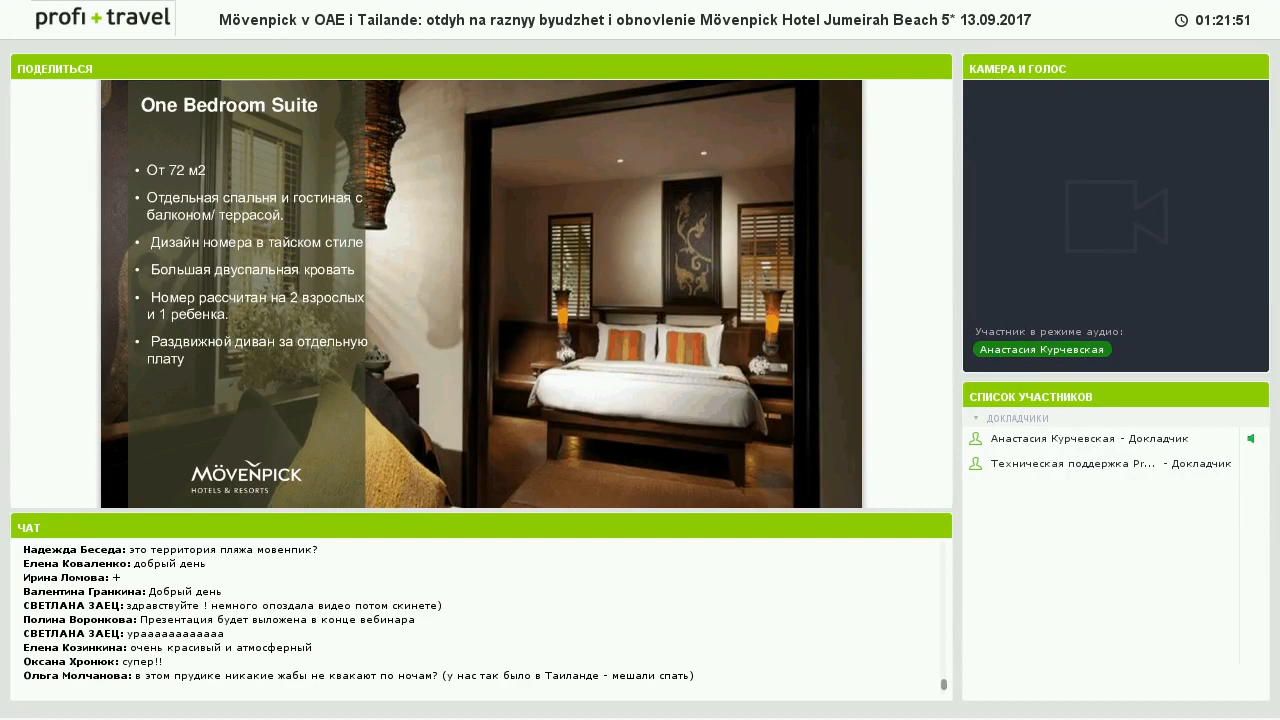 profi+travel
Mövenpick v OAE i Tailande: otdyh na raznyy byudzhet i obnovlenie Mövenpick Hotel Jumeirah Beach 5* 13.09.2017
01:21:51
ПОДЕЛИТЬСЯ
One Bedroom Suite
• От 72 м2
• Отдельная спальня и гостиная с
балконом/ террасой.
• Дизайн номера в тайском стиле
• Большая двуспальная кровать
• Номер рассчитан на 2 взрослых
и 1 ребенка.
• Раздвижной диван за отдельную
плату
MÖVENPICK
HOTELS & RESORTS
КАМЕРА И ГОЛОС
Участник в режиме аудио:
Анастасия Курчевская
СПИСОК УЧАСТНИКОВ
ДОКЛАДЧИКИ
Анастасия Курчевская - Докладчик
Техническая поддержка Pr... - Докладчик
ЧАТ
Надежда Беседа: это территория пляжа мовенпик?
Елена Коваленко: добрый день
Ирина Ломова: +
Валентина Гранкина: Добрый день
СВЕТЛАНА ЗАЕЦ: здравствуйте ! немного опоздала видео потом скинете)
Полина Воронкова: Презентация будет выложена в конце вебинара
СВЕТЛАНА ЗАЕЦ: ураааааааааааа
Елена Козинкина: очень красивый и атмосферный
Оксана Хронюк: супер!!
Ольга Молчанова: в этом прудике никакие жабы не квакают по ночам? (у нас так было в Таиланде - мешали спать)